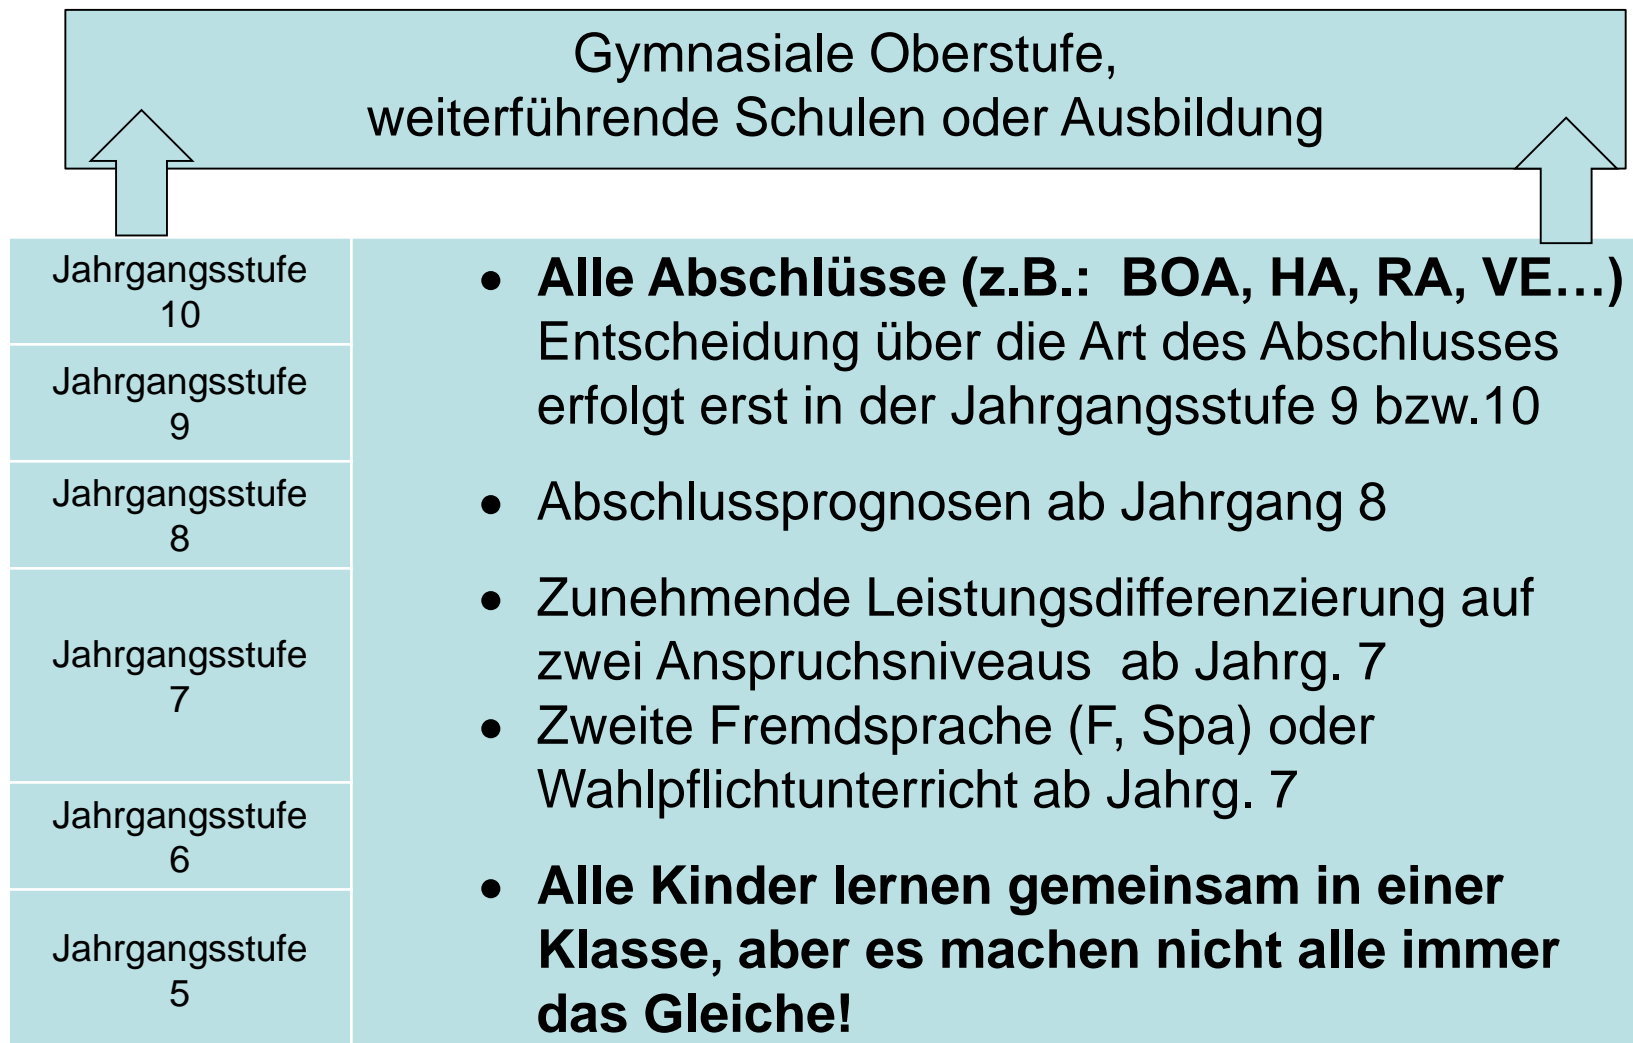 Gymnasiale Oberstufe,
weiterführende Schulen oder Ausbildung
Jahrgangsstufe
10
Jahrgangsstufe
9
Jahrgangsstufe
8
Jahrgangsstufe
7
Jahrgangsstufe
6
Jahrgangsstufe
5
• Alle Abschlüsse (z.B.: BOA, HA, RA, VE…)
Entscheidung über die Art des Abschlusses
erfolgt erst in der Jahrgangsstufe 9 bzw.10
• Abschlussprognosen ab Jahrgang 8
• Zunehmende Leistungsdifferenzierung auf
zwei Anspruchsniveaus ab Jahrg. 7
• Zweite Fremdsprache (F, Spa) oder
Wahlpflichtunterricht ab Jahrg. 7
• Alle Kinder lernen gemeinsam in einer
Klasse, aber es machen nicht alle immer
das Gleiche!